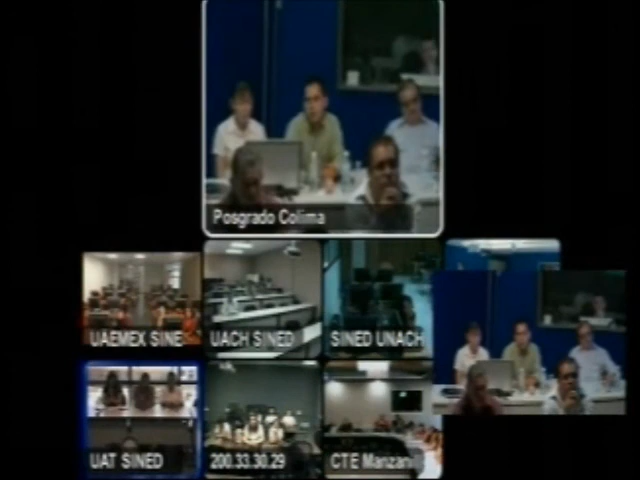 Posgrado Colima
UAEMEX SINE
UACH SINED
SINED UNACH
UAT SINED
200.33.30.29
CTE Manzani